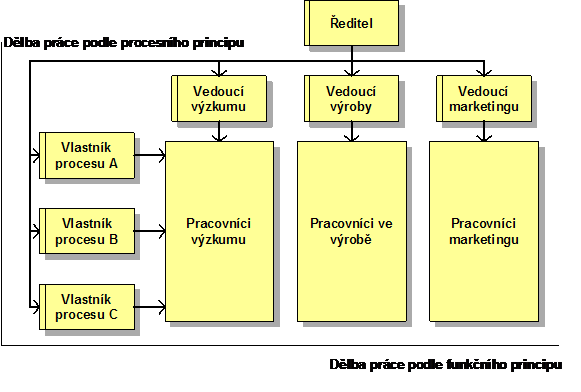 Ředitel
Dělba práce podle procesního principu
Vedoucí
výzkumu
Vedoucí
výroby
Vedoucí
marketingu
Vlastník
procesu A
Vlastník
procesu B
Vlastník
procesu C
Pracovníci
výzkumu
Pracovníci ve
výrobě
Pracovníci
marketingu
Dělba práce podle funkčního principu